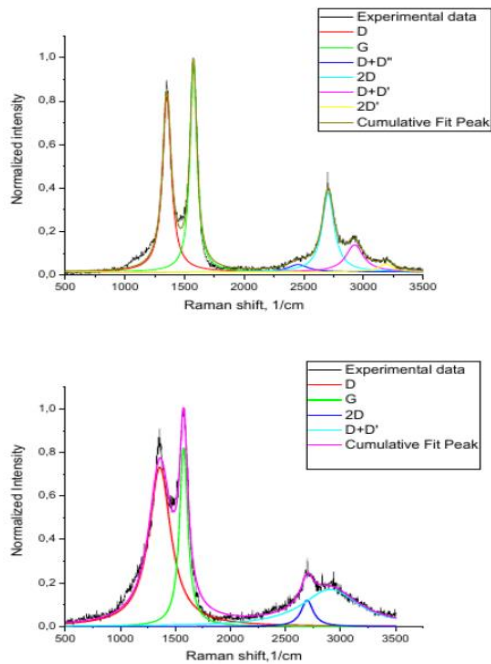 Experimental data
D
G
D+D"
2D
D+D'
2D'
Cumulative Fit Peak
Normalized intensity
1,0
0,8
0,6
0,4
0,2
0,0
500 1000 1500 2000 2500 3000 3500
Raman shift, 1/cm
Experimental data
D
G
2D
D+D'
Cumulative Fit Peak
Normalized Intensity
1,0
0,8
0,6
0,4
0,2
0,0
500 1000 1500 2000 2500 3000 3500
Raman shift,1/cm